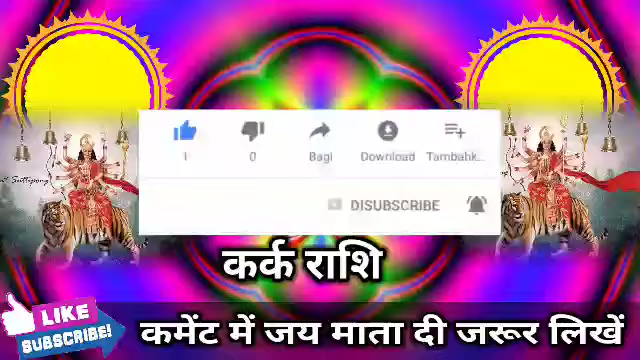 1 0 Bagi Download Tambahk...
DISUBSCRIBE
कर्क राशि
LIKE
SUBSCRIBE!
कमेंट में जय माता दी जरूर लिखें